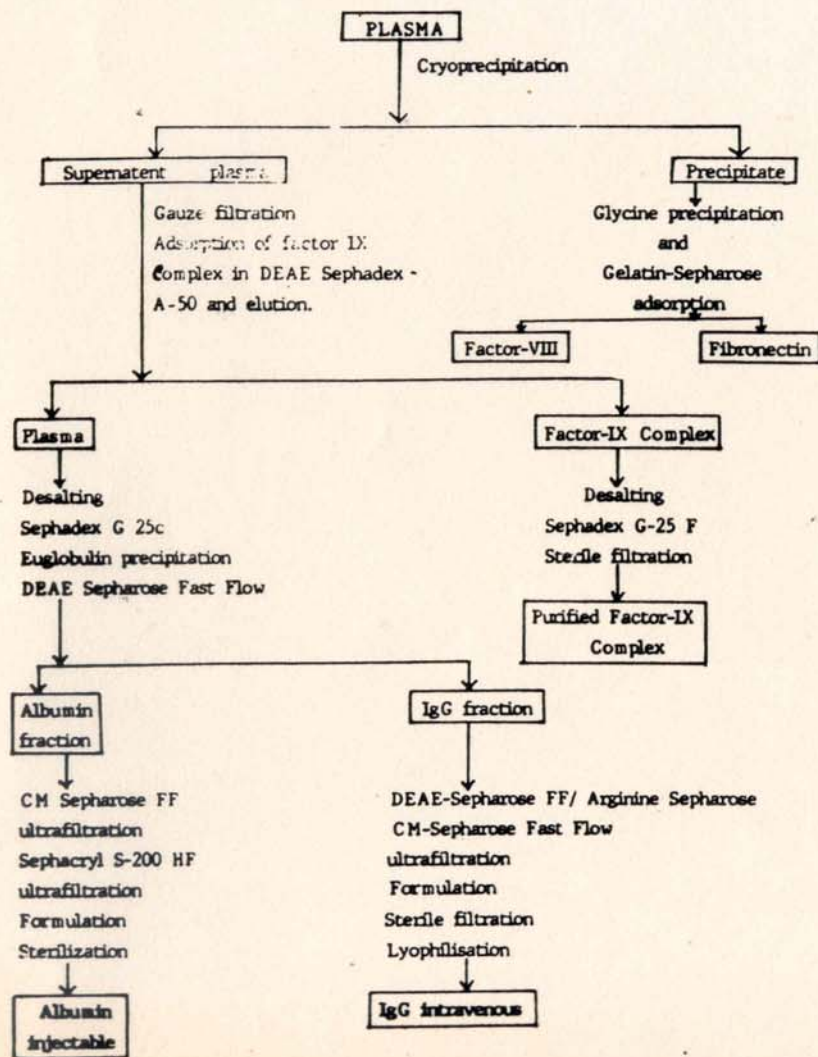 PLASMA
Cryoprecipitation
Supernatent plasma
Precipitate
Gauze filtration
Adsorption of factor IX
Complex in DEAE Sephadex -
A-50 and elution.
Glycine precipitation
and
Gelatin-Sepharose
adsorption
Factor-VIII
Fibronectin
Plasma
Factor-IX Complex
Desalting
Sephadex G 25c
Euglobulin precipitation
DEAE Sepharose Fast Flow
Desalting
Sephadex G-25 F
Sterile filtration
Purified Factor-IX
Complex
Albumin
fraction
IgG fraction
CM Sepharose FF
ultrafiltration
Sephacryl S-200 HF
ultrafiltration
Formulation
Sterilization
DEAE-Sepharose FF/ Arginine Sepharose
CM-Sepharose Fast Flow
ultrafiltration
Formulation
Sterile filtration
Lyophilisation
Albumin
injectable
IgG intravenous